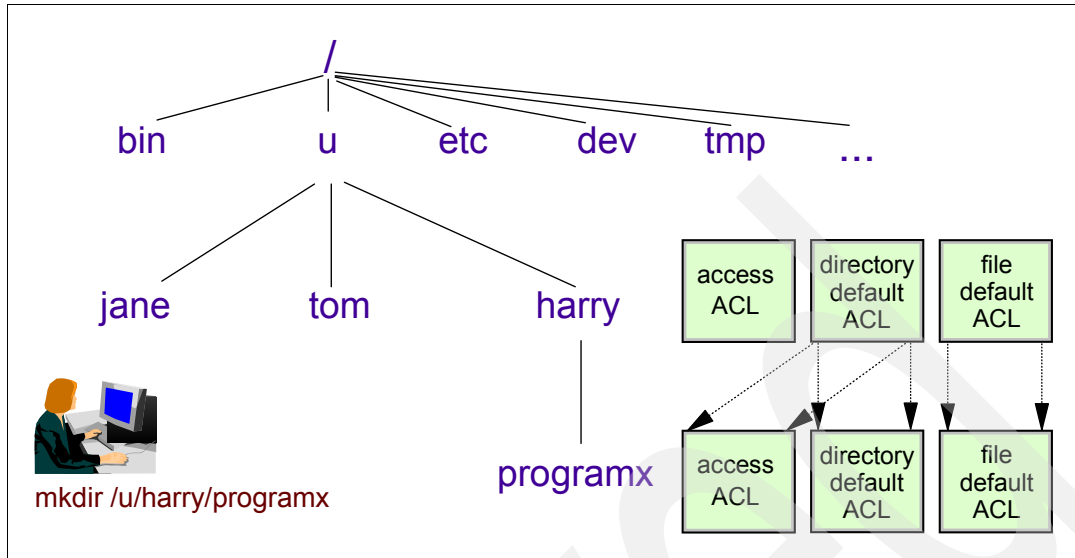 /
bin u etc dev tmp ...
jane tom harry
access
ACL
directory
default
ACL
file
default
ACL
programx
access
ACL
directory
default
ACL
file
default
ACL
mkdir /u/harry/programx